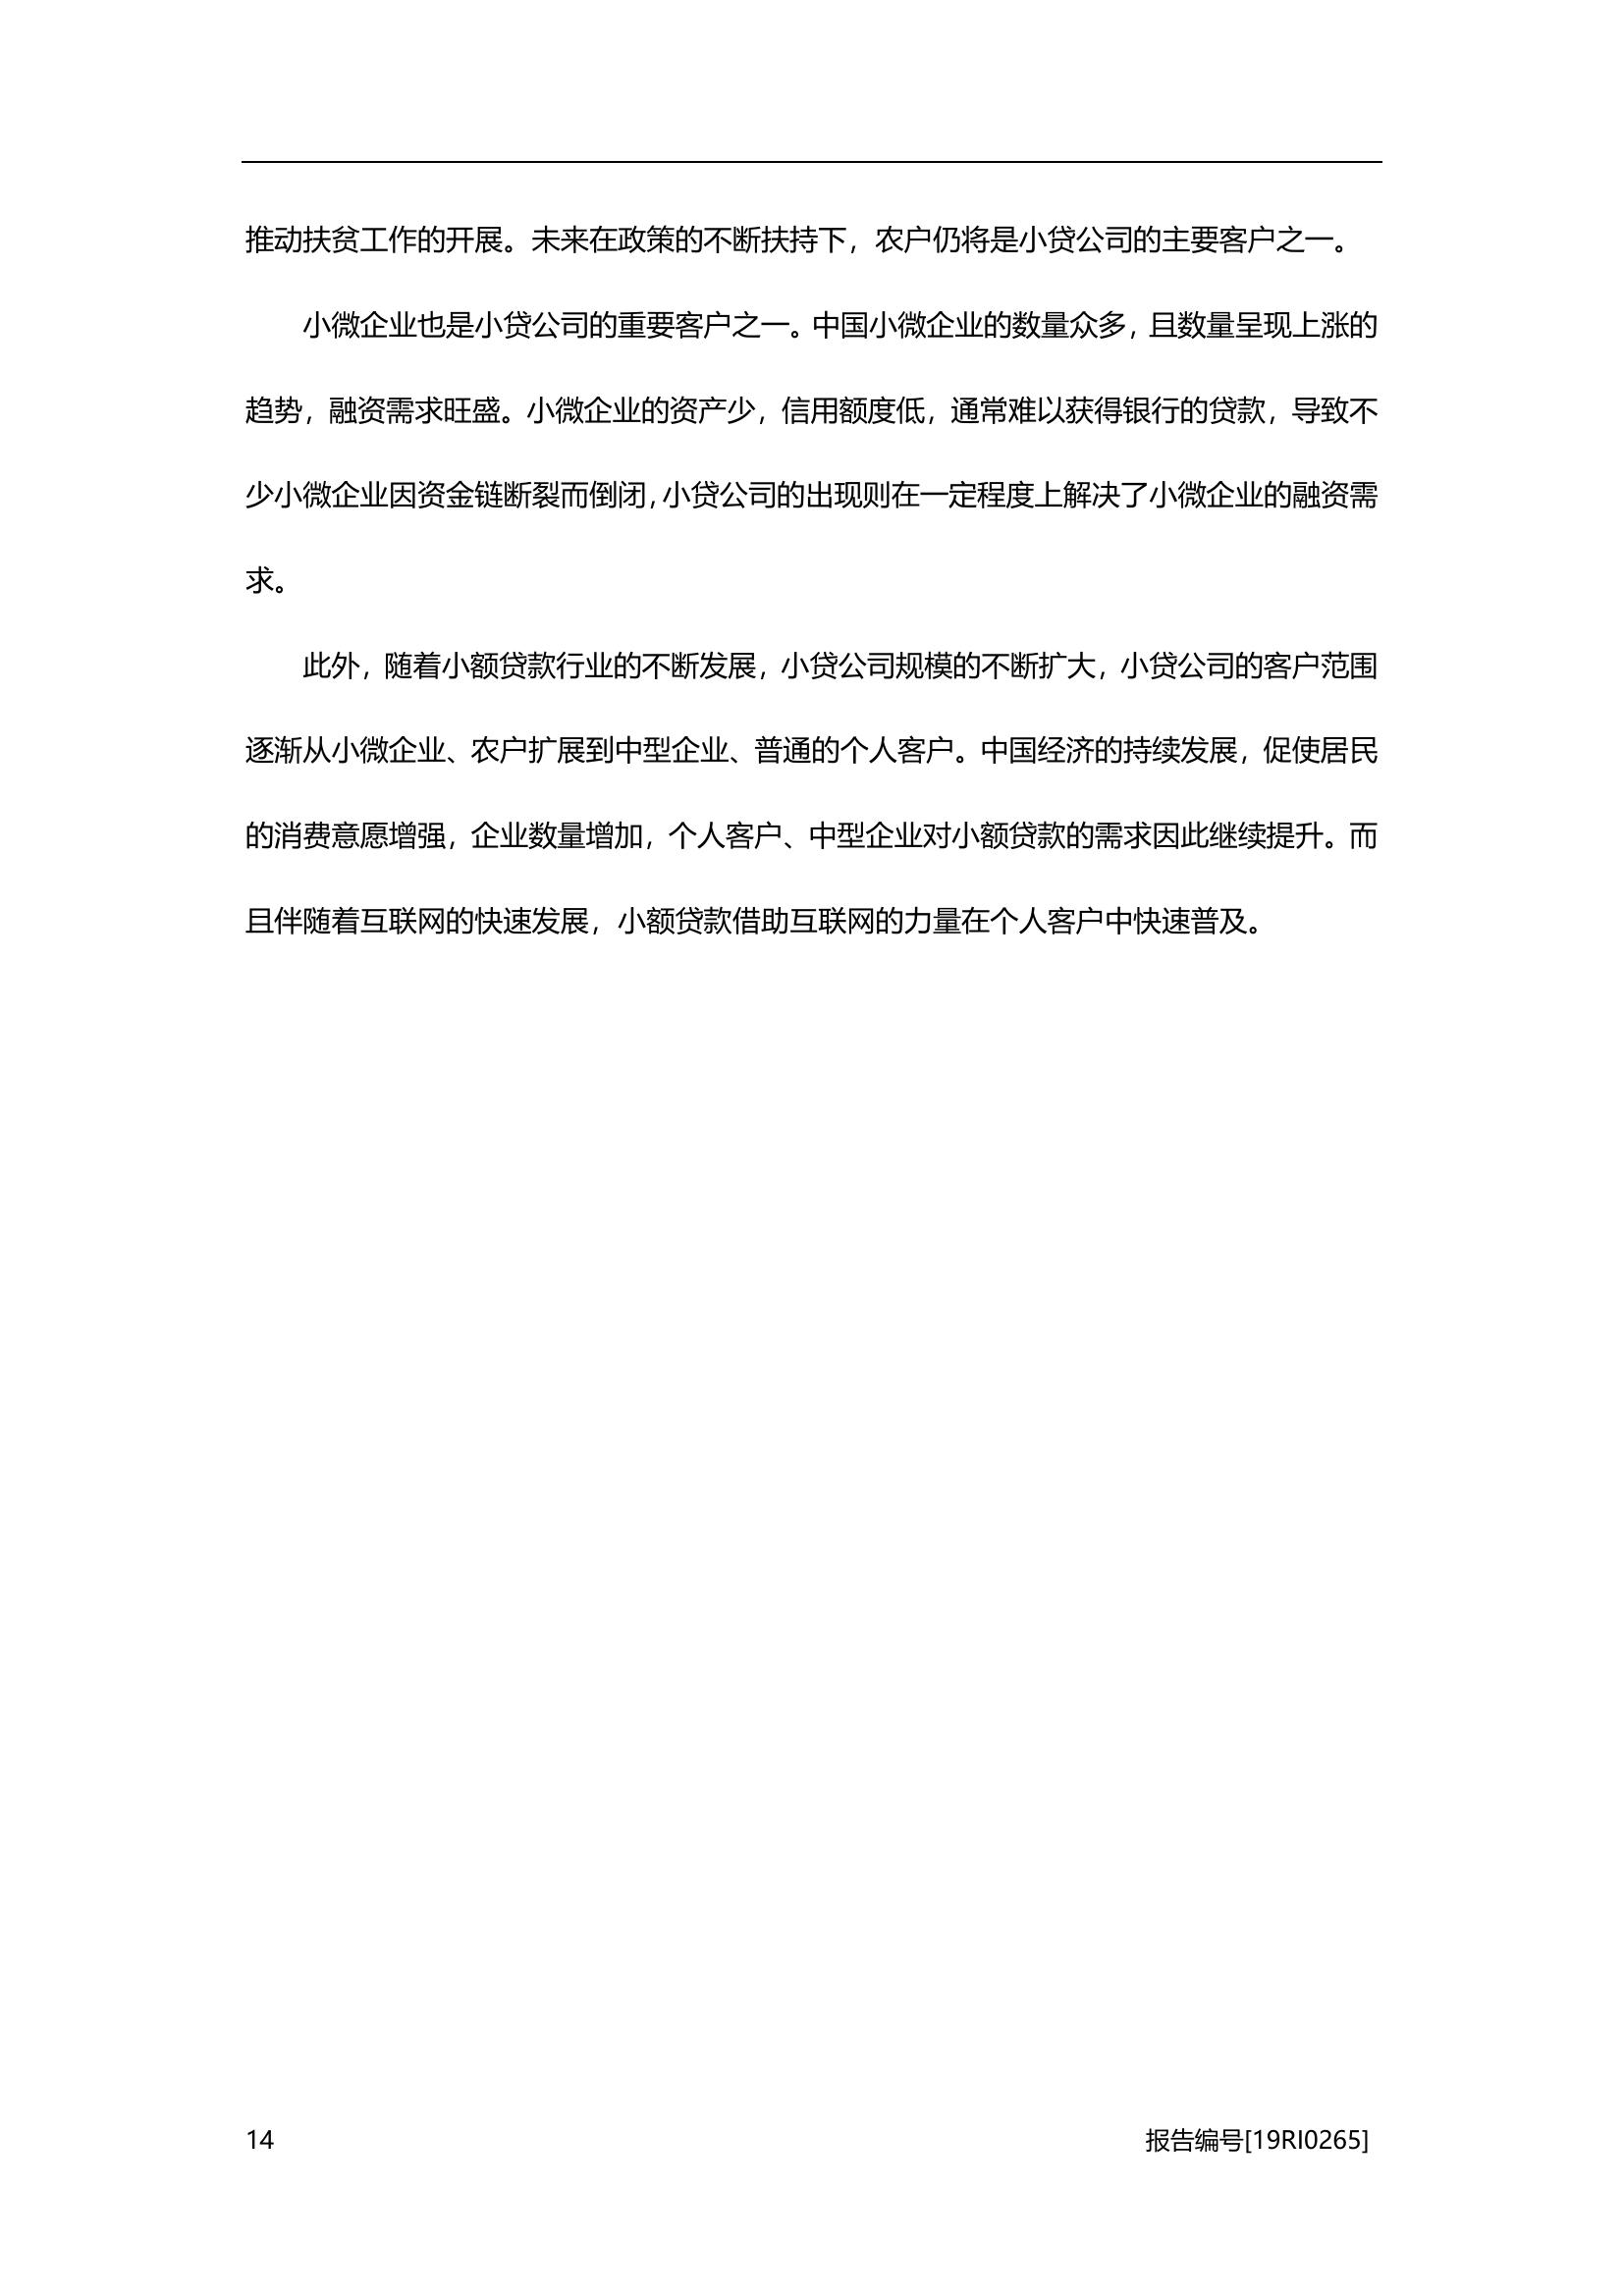 推动扶贫工作的开展。未来在政策的不断扶持下，农户仍将是小贷公司的主要客户之一。
小微企业也是小贷公司的重要客户之一。中国小微企业的数量众多，且数量呈现上涨的
趋势，融资需求旺盛。小微企业的资产少，信用额度低，通常难以获得银行的贷款，导致不
少小微企业因资金链断裂而倒闭，小贷公司的出现则在一定程度上解决了小微企业的融资需
求。
此外，随着小额贷款行业的不断发展，小贷公司规模的不断扩大，小贷公司的客户范围
逐渐从小微企业、农户扩展到中型企业、普通的个人客户。中国经济的持续发展，促使居民
的消费意愿增强，企业数量增加，个人客户、中型企业对小额贷款的需求因此继续提升。而
且伴随着互联网的快速发展，小额贷款借助互联网的力量在个人客户中快速普及。
14 报告编号[19RI0265]